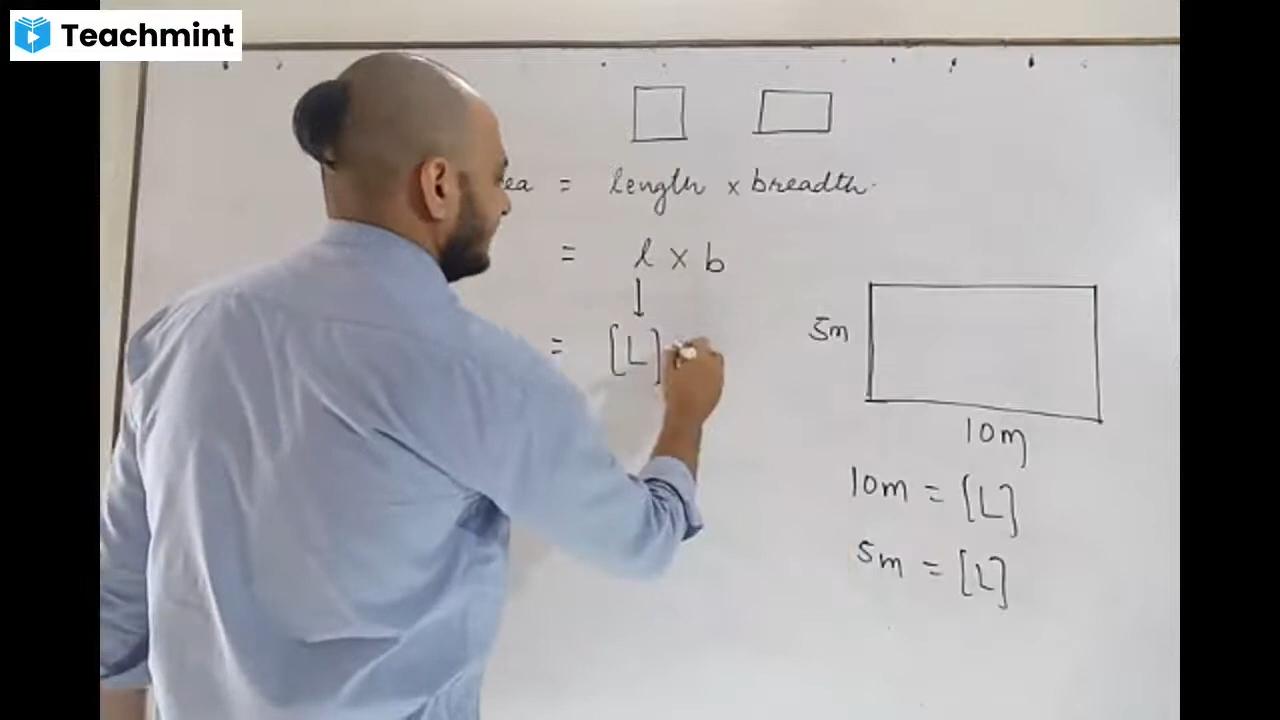 Teachmint
ea = length × breadth.
= l × b
↓
= [L]
5m
10m
10m = [L]
5m = [L]